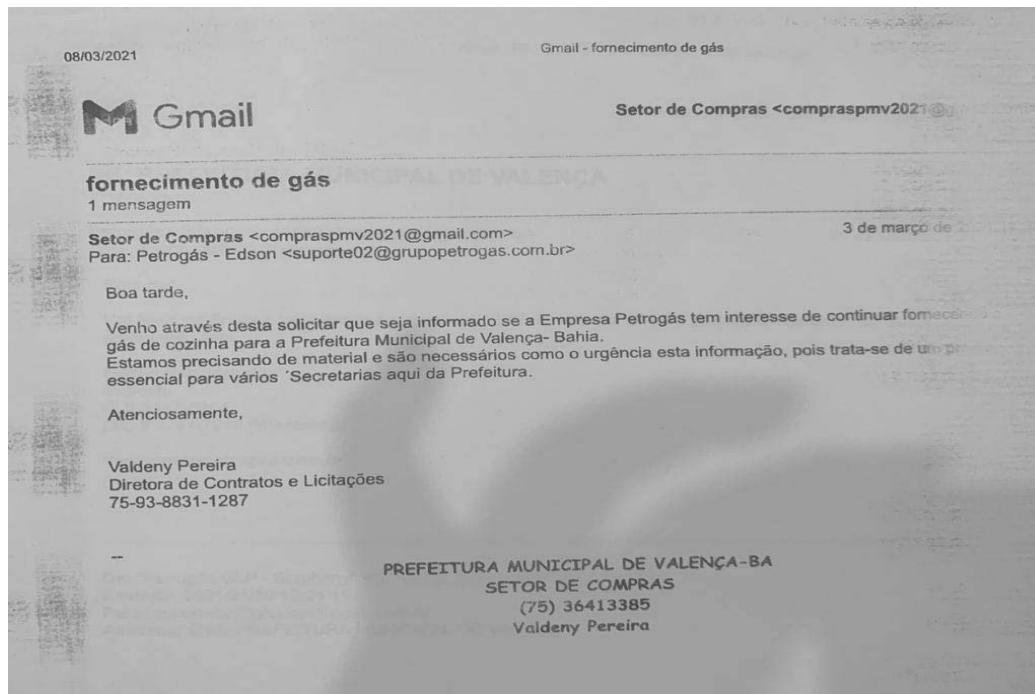 08/03/2021
Gmail - fornecimento de gás
Gmail
Setor de Compras <compraspmv2021@
fornecimento de gás
1 mensagem
Setor de Compras <compraspmv2021@gmail.com>
3 de março de
Para: Petrogás - Edson <suporte02@grupopetrogas.com.br>
Boa tarde,
Venho através desta solicitar que seja informado se a Empresa Petrogás tem interesse de continuar
gás de cozinha para a Prefeitura Municipal de Valença- Bahia.
Estamos precisando de material e são necessários como o urgência esta informação, pois trata-se de um
essencial para vários ´Secretarias aqui da Prefeitura.
Atenciosamente,
Valdeny Pereira
Diretora de Contratos e Licitações
75-93-8831-1287
--
PREFEITURA MUNICIPAL DE VALENÇA-BA
SETOR DE COMPRAS
(75) 36413385
Valdeny Pereira